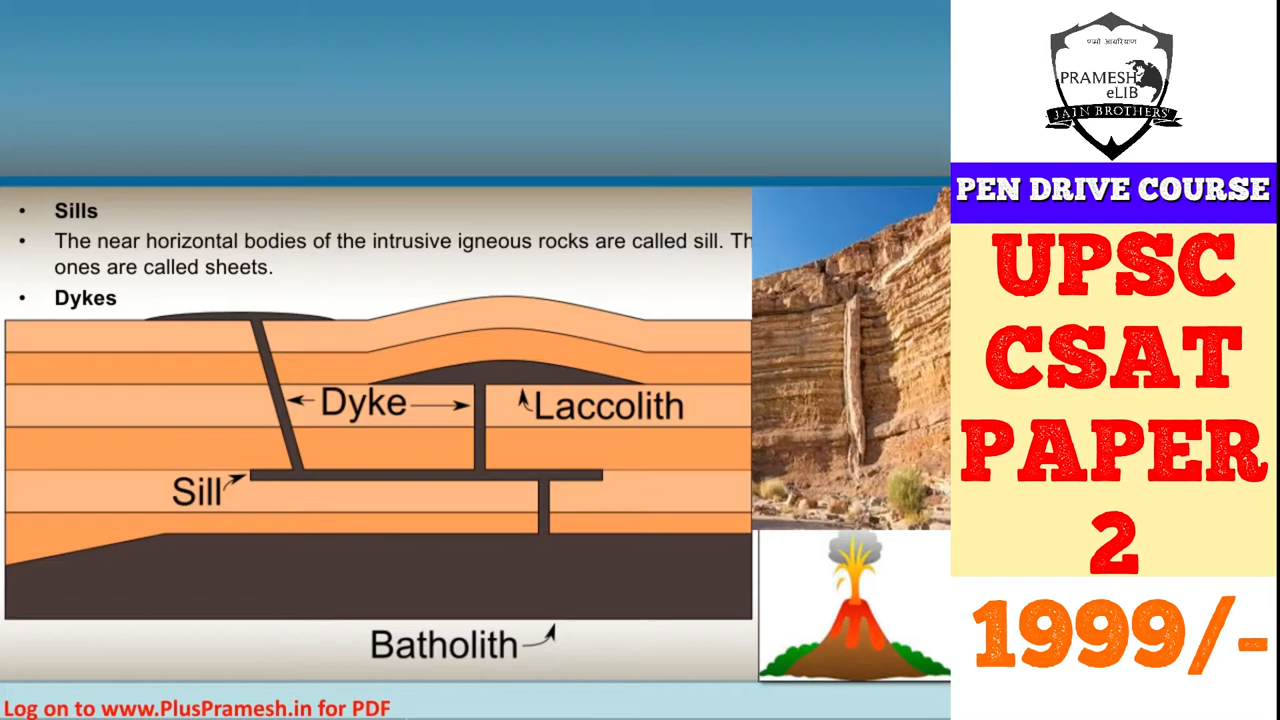 • Sills
• The near horizontal bodies of the intrusive igneous rocks are called sill. Th
ones are called sheets.
• Dykes
Dyke
Laccolith
Sill
Batholith
Log on to www.PlusPramesh.in for PDF
णमो आयरियाण
PRAMESH
eLIB
JAIN BROTHERS
PEN DRIVE COURSE
UPSC
CSAT
PAPER
2
1999/-